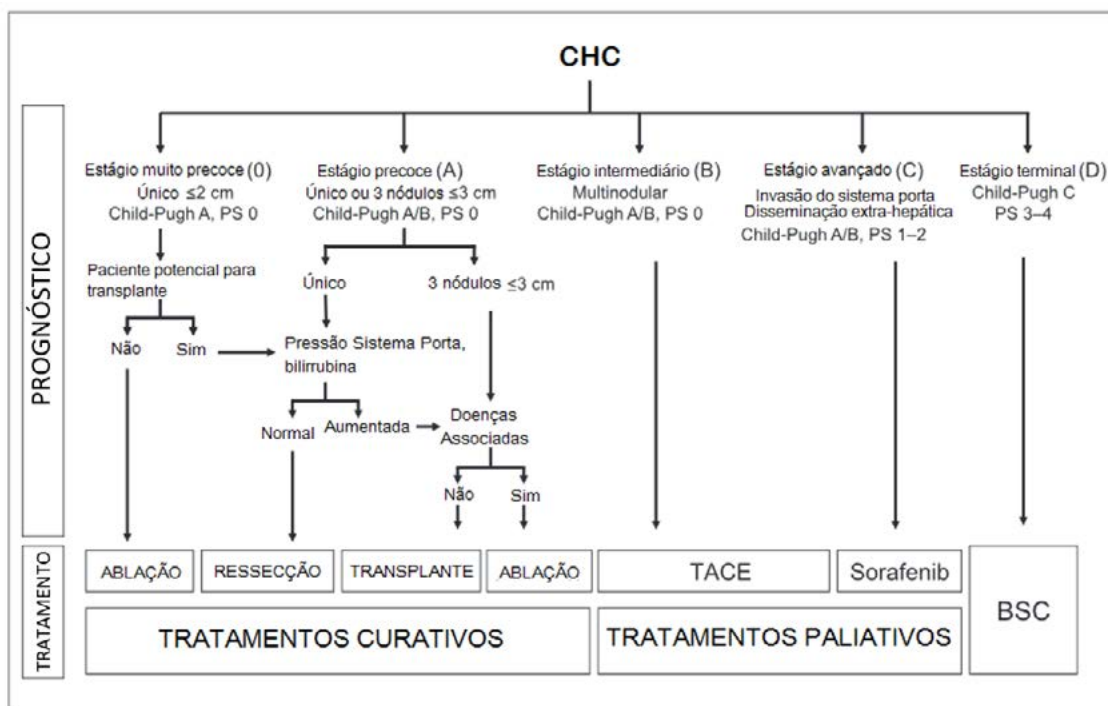 CHC
PROGNÓSTICO
Estágio muito precoce (0)
Único ≤2 cm
Child-Pugh A, PS 0
Estágio precoce (A)
Único ou 3 nódulos ≤3 cm
Child-Pugh A/B, PS 0
Estágio intermediário (B)
Multinodular
Child-Pugh A/B, PS 0
Estágio avançado (C)
Invasão do sistema porta
Disseminação extra-hepática
Child-Pugh A/B, PS 1–2
Estágio terminal (D)
Child-Pugh C
PS 3–4
Paciente potencial para
transplante
Único
3 nódulos ≤3 cm
Não
Sim
Pressão Sistema Porta,
bilirrubina
Normal
Aumentada
Doenças
Associadas
Não
Sim
TRATAMENTO
ABLAÇÃO
RESSECÇÃO
TRANSPLANTE
ABLAÇÃO
TACE
Sorafenib
BSC
TRATAMENTOS CURATIVOS
TRATAMENTOS PALIATIVOS